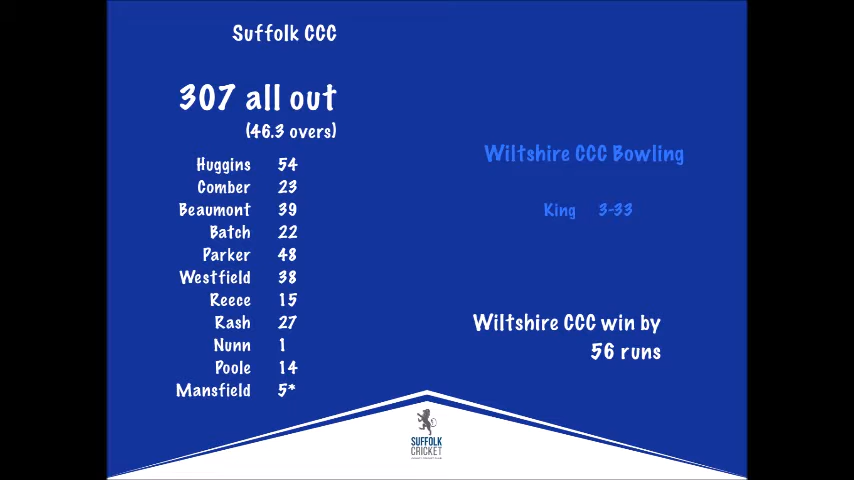 Suffolk CCC
307 all out
(46.3 overs)
Huggins 54
Comber 23
Beaumont 39
Batch 22
Parker 48
Westfield 38
Reece 15
Rash 27
Nunn 1
Poole 14
Mansfield 5*
Wiltshire CCC Bowling
King 3-33
Wiltshire CCC win by
56 runs
SUFFOLK
CRICKET